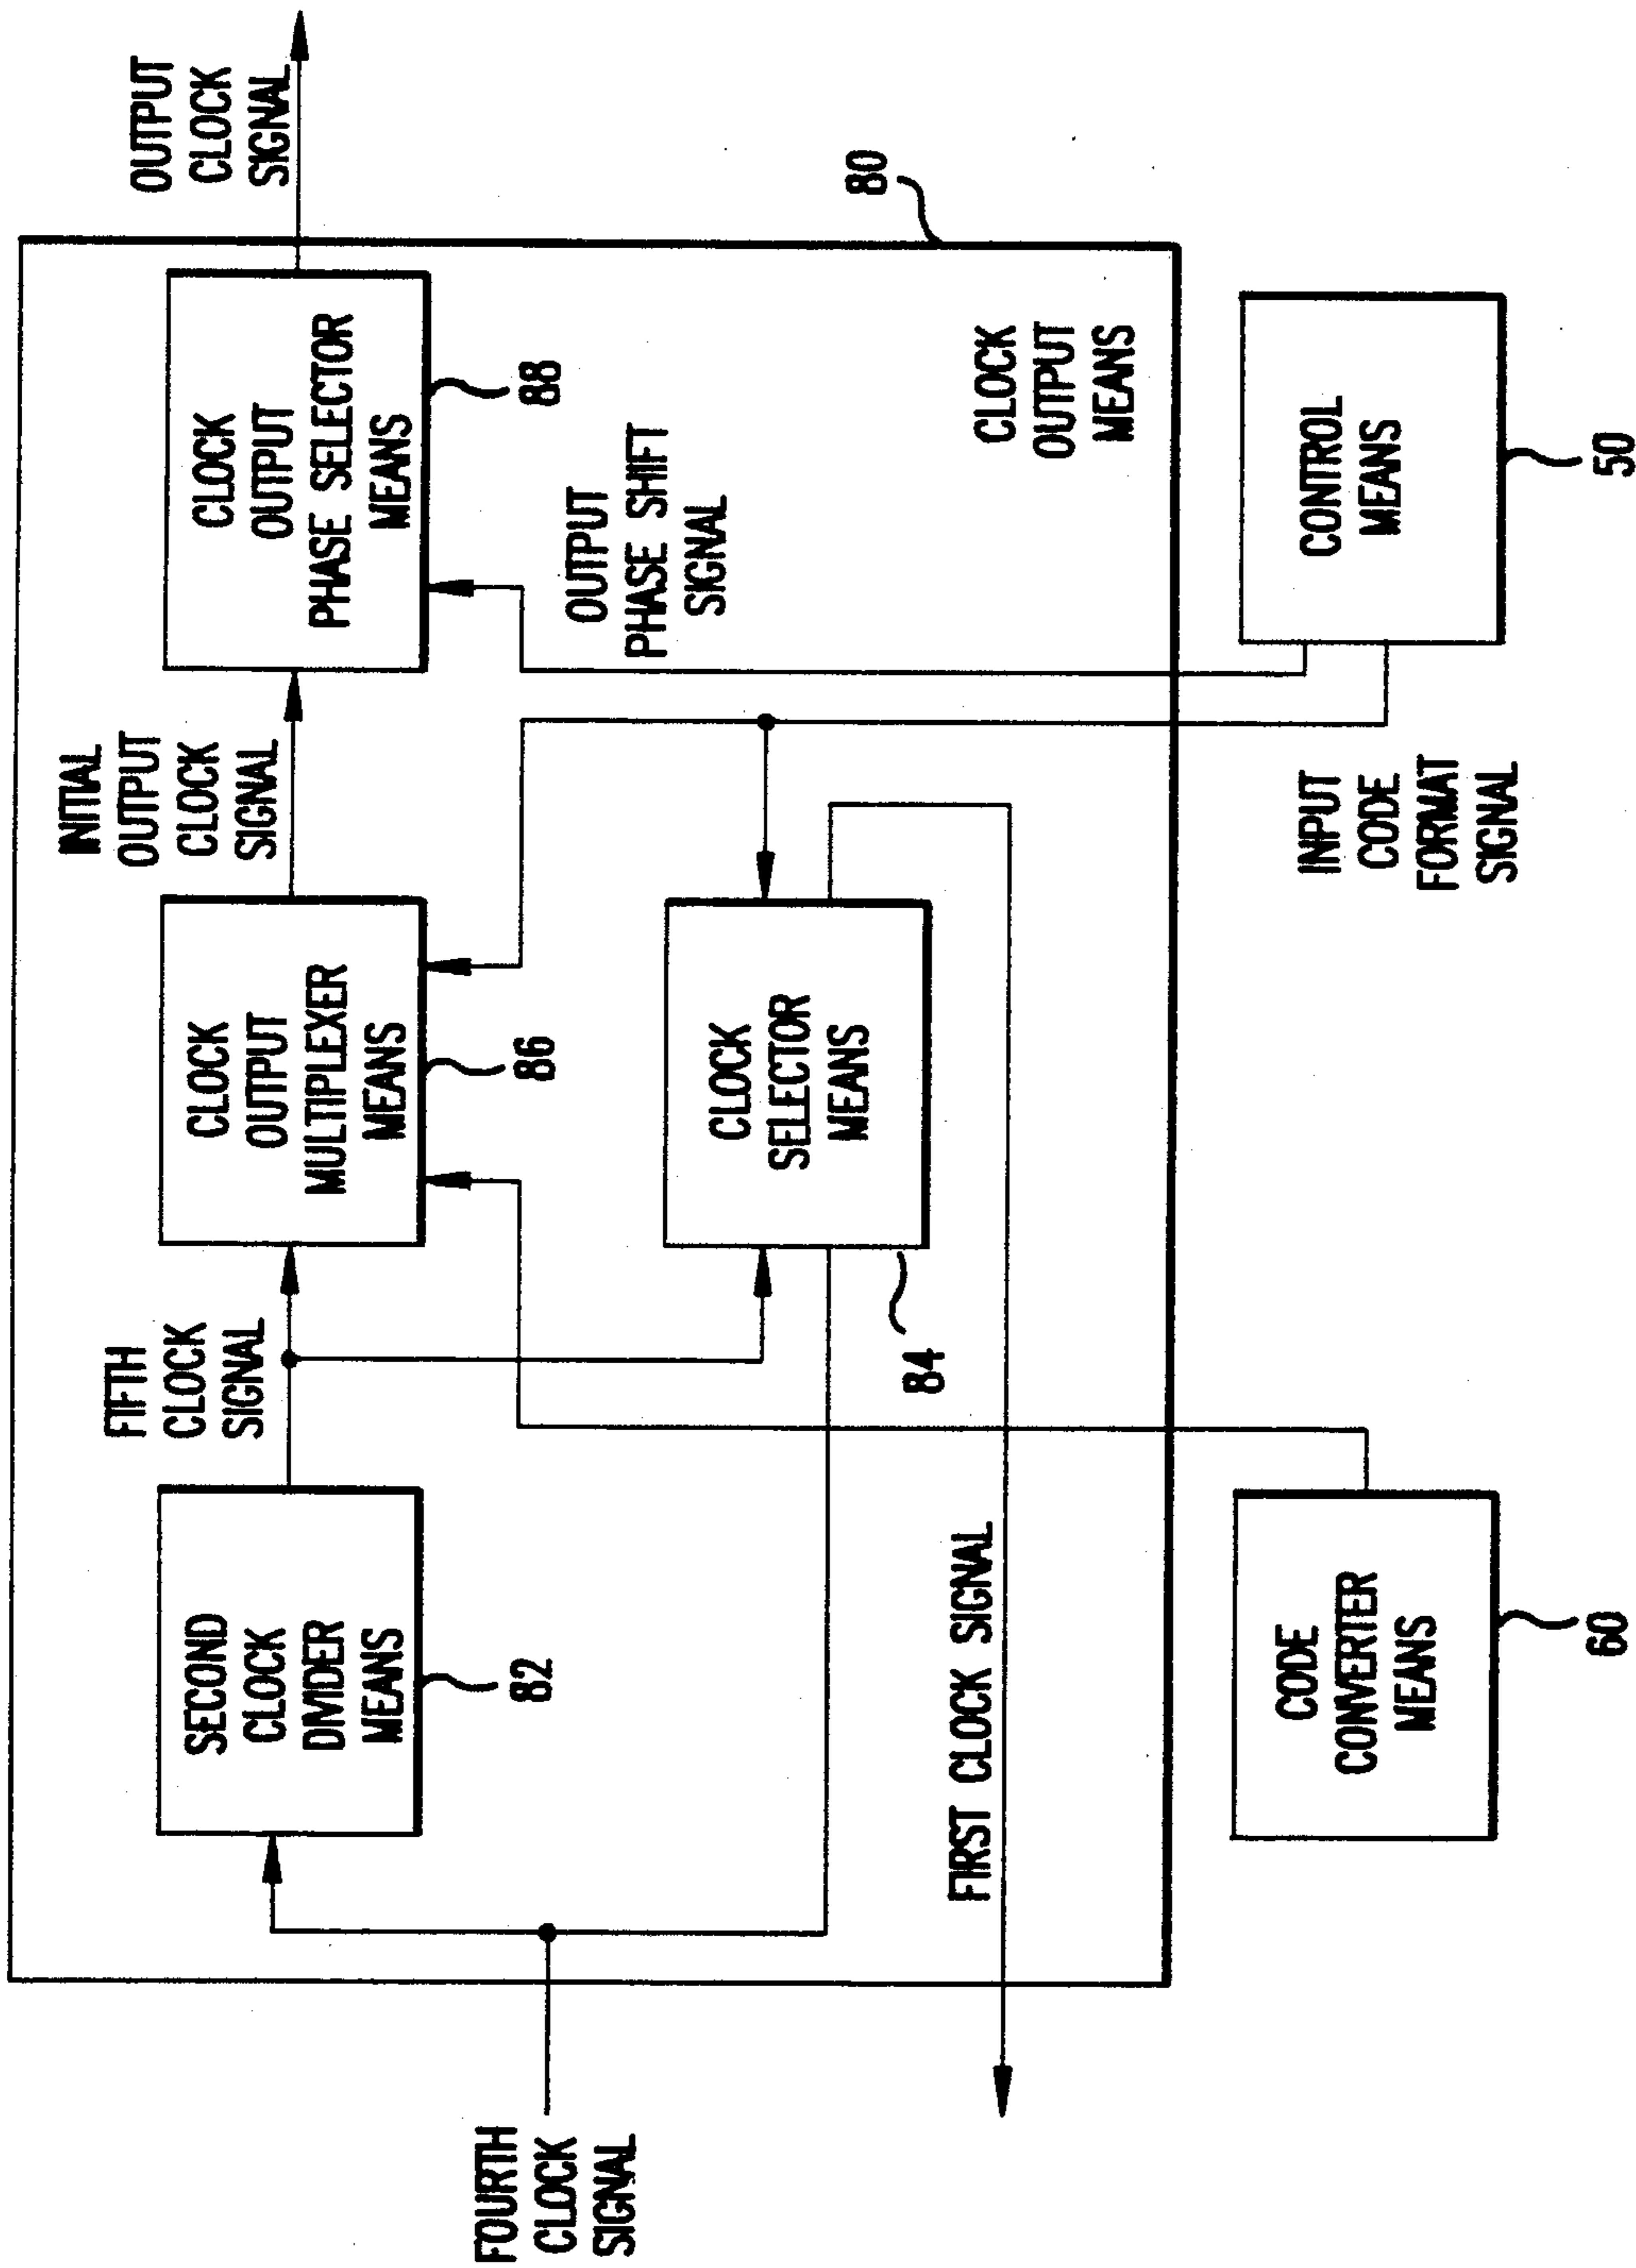 OUTPUT
CLOCK
SIGNAL
INITIAL
OUTPUT
CLOCK
SIGNAL
FIFTH
CLOCK
SIGNAL
SECOND
CLOCK
DIVIDER
MEANS
82
CLOCK
OUTPUT
MULTIPLEXER
MEANS
86
CLOCK
OUTPUT
PHASE SELECTOR
MEANS
88
FOURTH
CLOCK
SIGNAL
CLOCK
SELECTOR
MEANS
84
OUTPUT
PHASE SHIFT
SIGNAL
80
FIRST CLOCK SIGNAL
CLOCK
OUTPUT
MEANS
CODE
CONVERTER
MEANS
60
INPUT
CODE
FORMAT
SIGNAL
CONTROL
MEANS
50